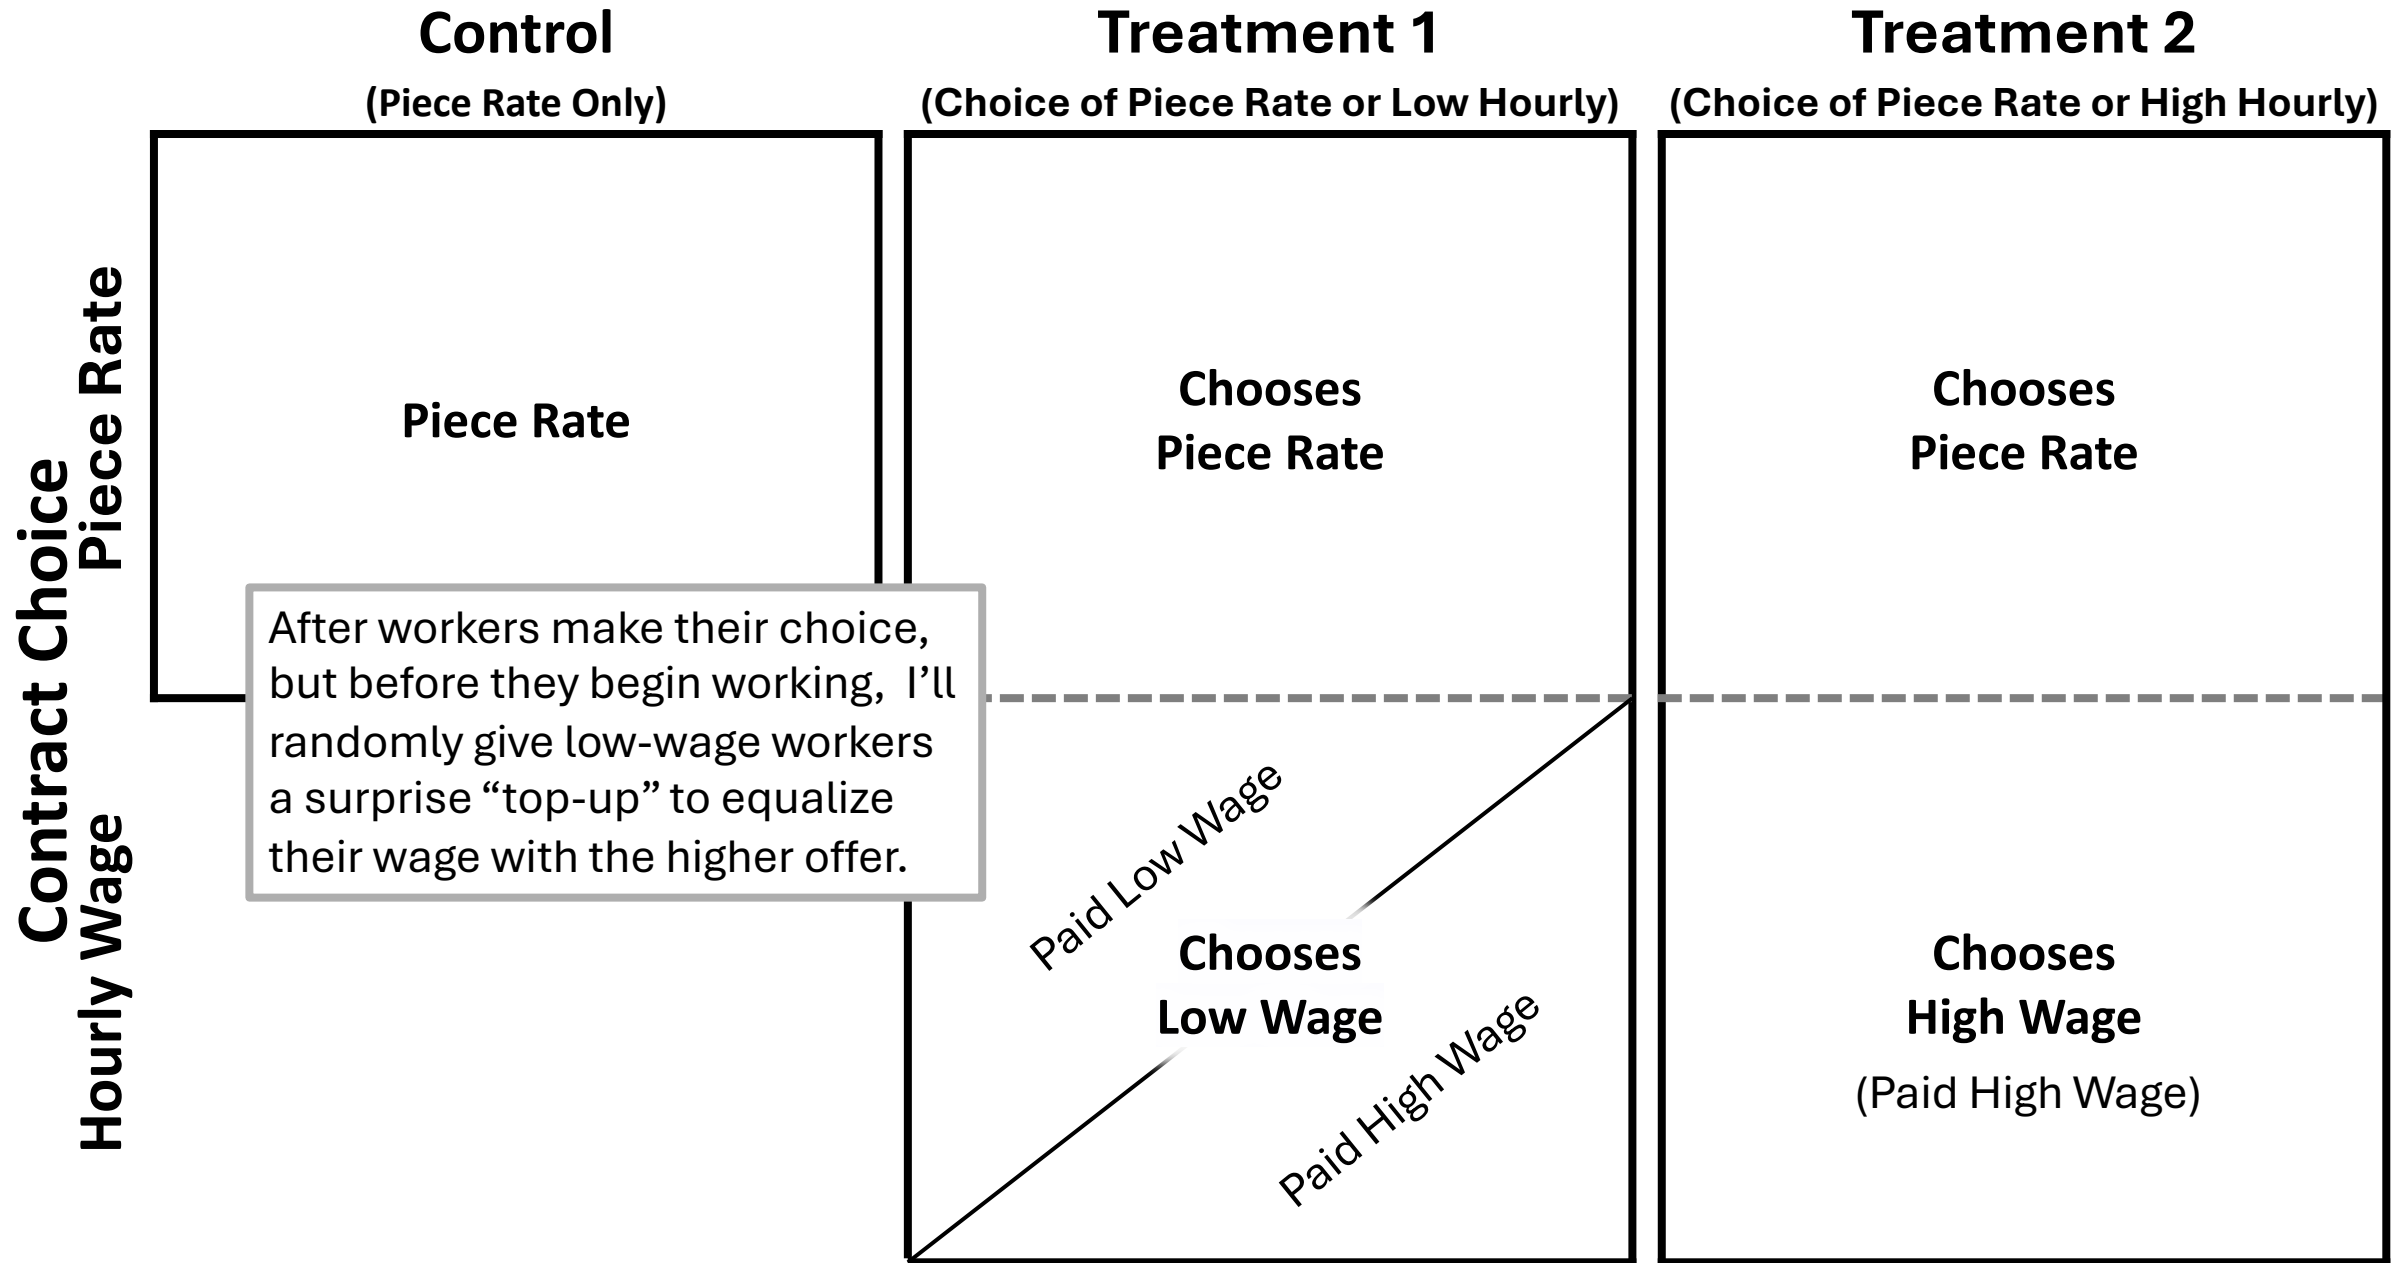 Control
(Piece Rate Only)
Treatment 1
(Choice of Piece Rate or Low Hourly)
Treatment 2
(Choice of Piece Rate or High Hourly)
Contract Choice
Piece Rate
Hourly Wage
Piece Rate
Chooses
Piece Rate
Chooses
Piece Rate
After workers make their choice,
but before they begin working, I’ll
randomly give low-wage workers
a surprise “top-up” to equalize
their wage with the higher offer.
Paid Low Wage
Chooses
Low Wage
Paid High Wage
Chooses
High Wage
(Paid High Wage)